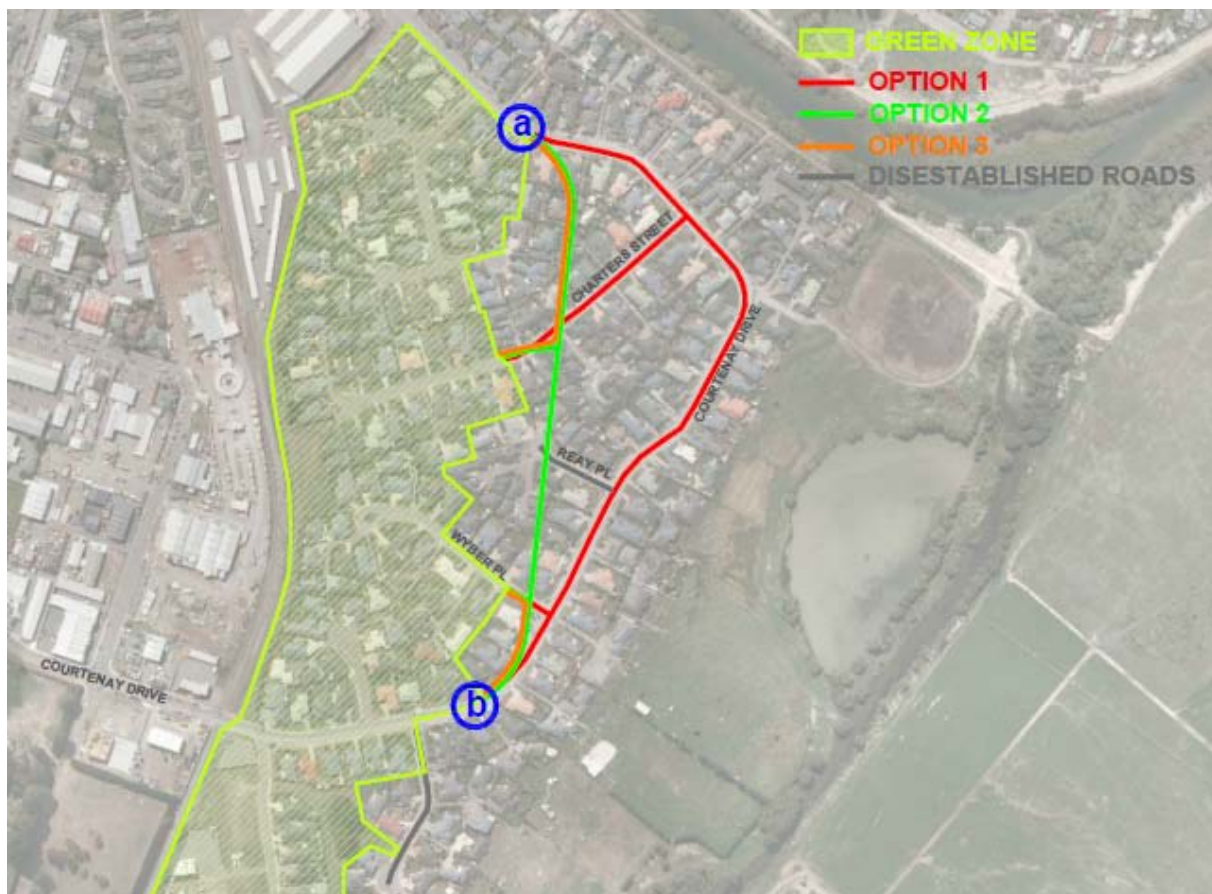 GREEN ZONE
OPTION 1
OPTION 2
OPTION 3
DISESTABLISHED ROADS
a
CHARTERS STREET
COURTENAY DRIVE
REAY PL
WYBER PL
COURTENAY DRIVE
b